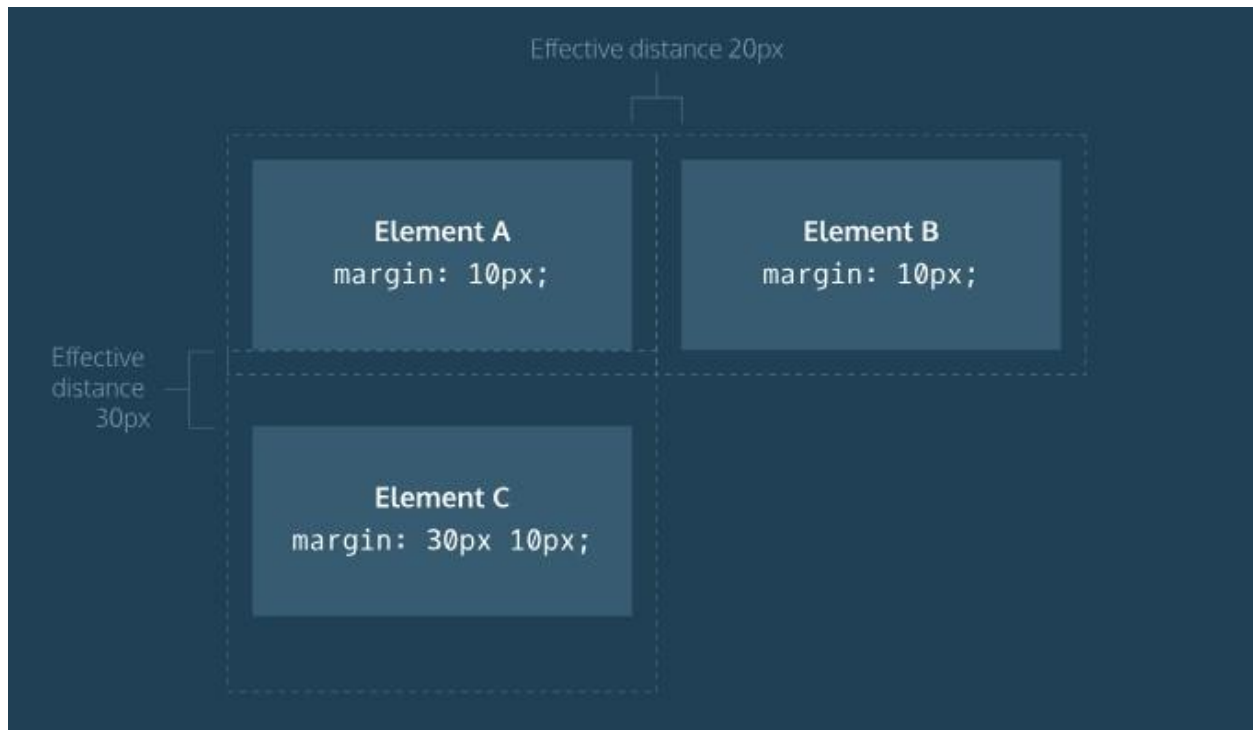 Effective distance 20px
Element A
margin: 10px;
Element B
margin: 10px;
Effective
distance
30px
Element C
margin: 30px 10px;